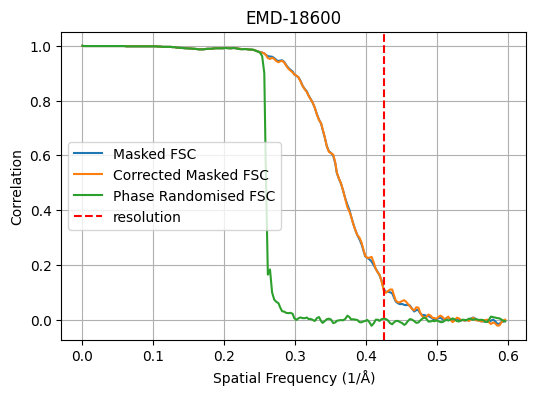 EMD-18600
Correlation
1.0
0.8
0.6
0.4
0.2
0.0
Masked FSC
Corrected Masked FSC
Phase Randomised FSC
resolution
0.0 0.1 0.2 0.3 0.4 0.5 0.6
Spatial Frequency (1/Å)